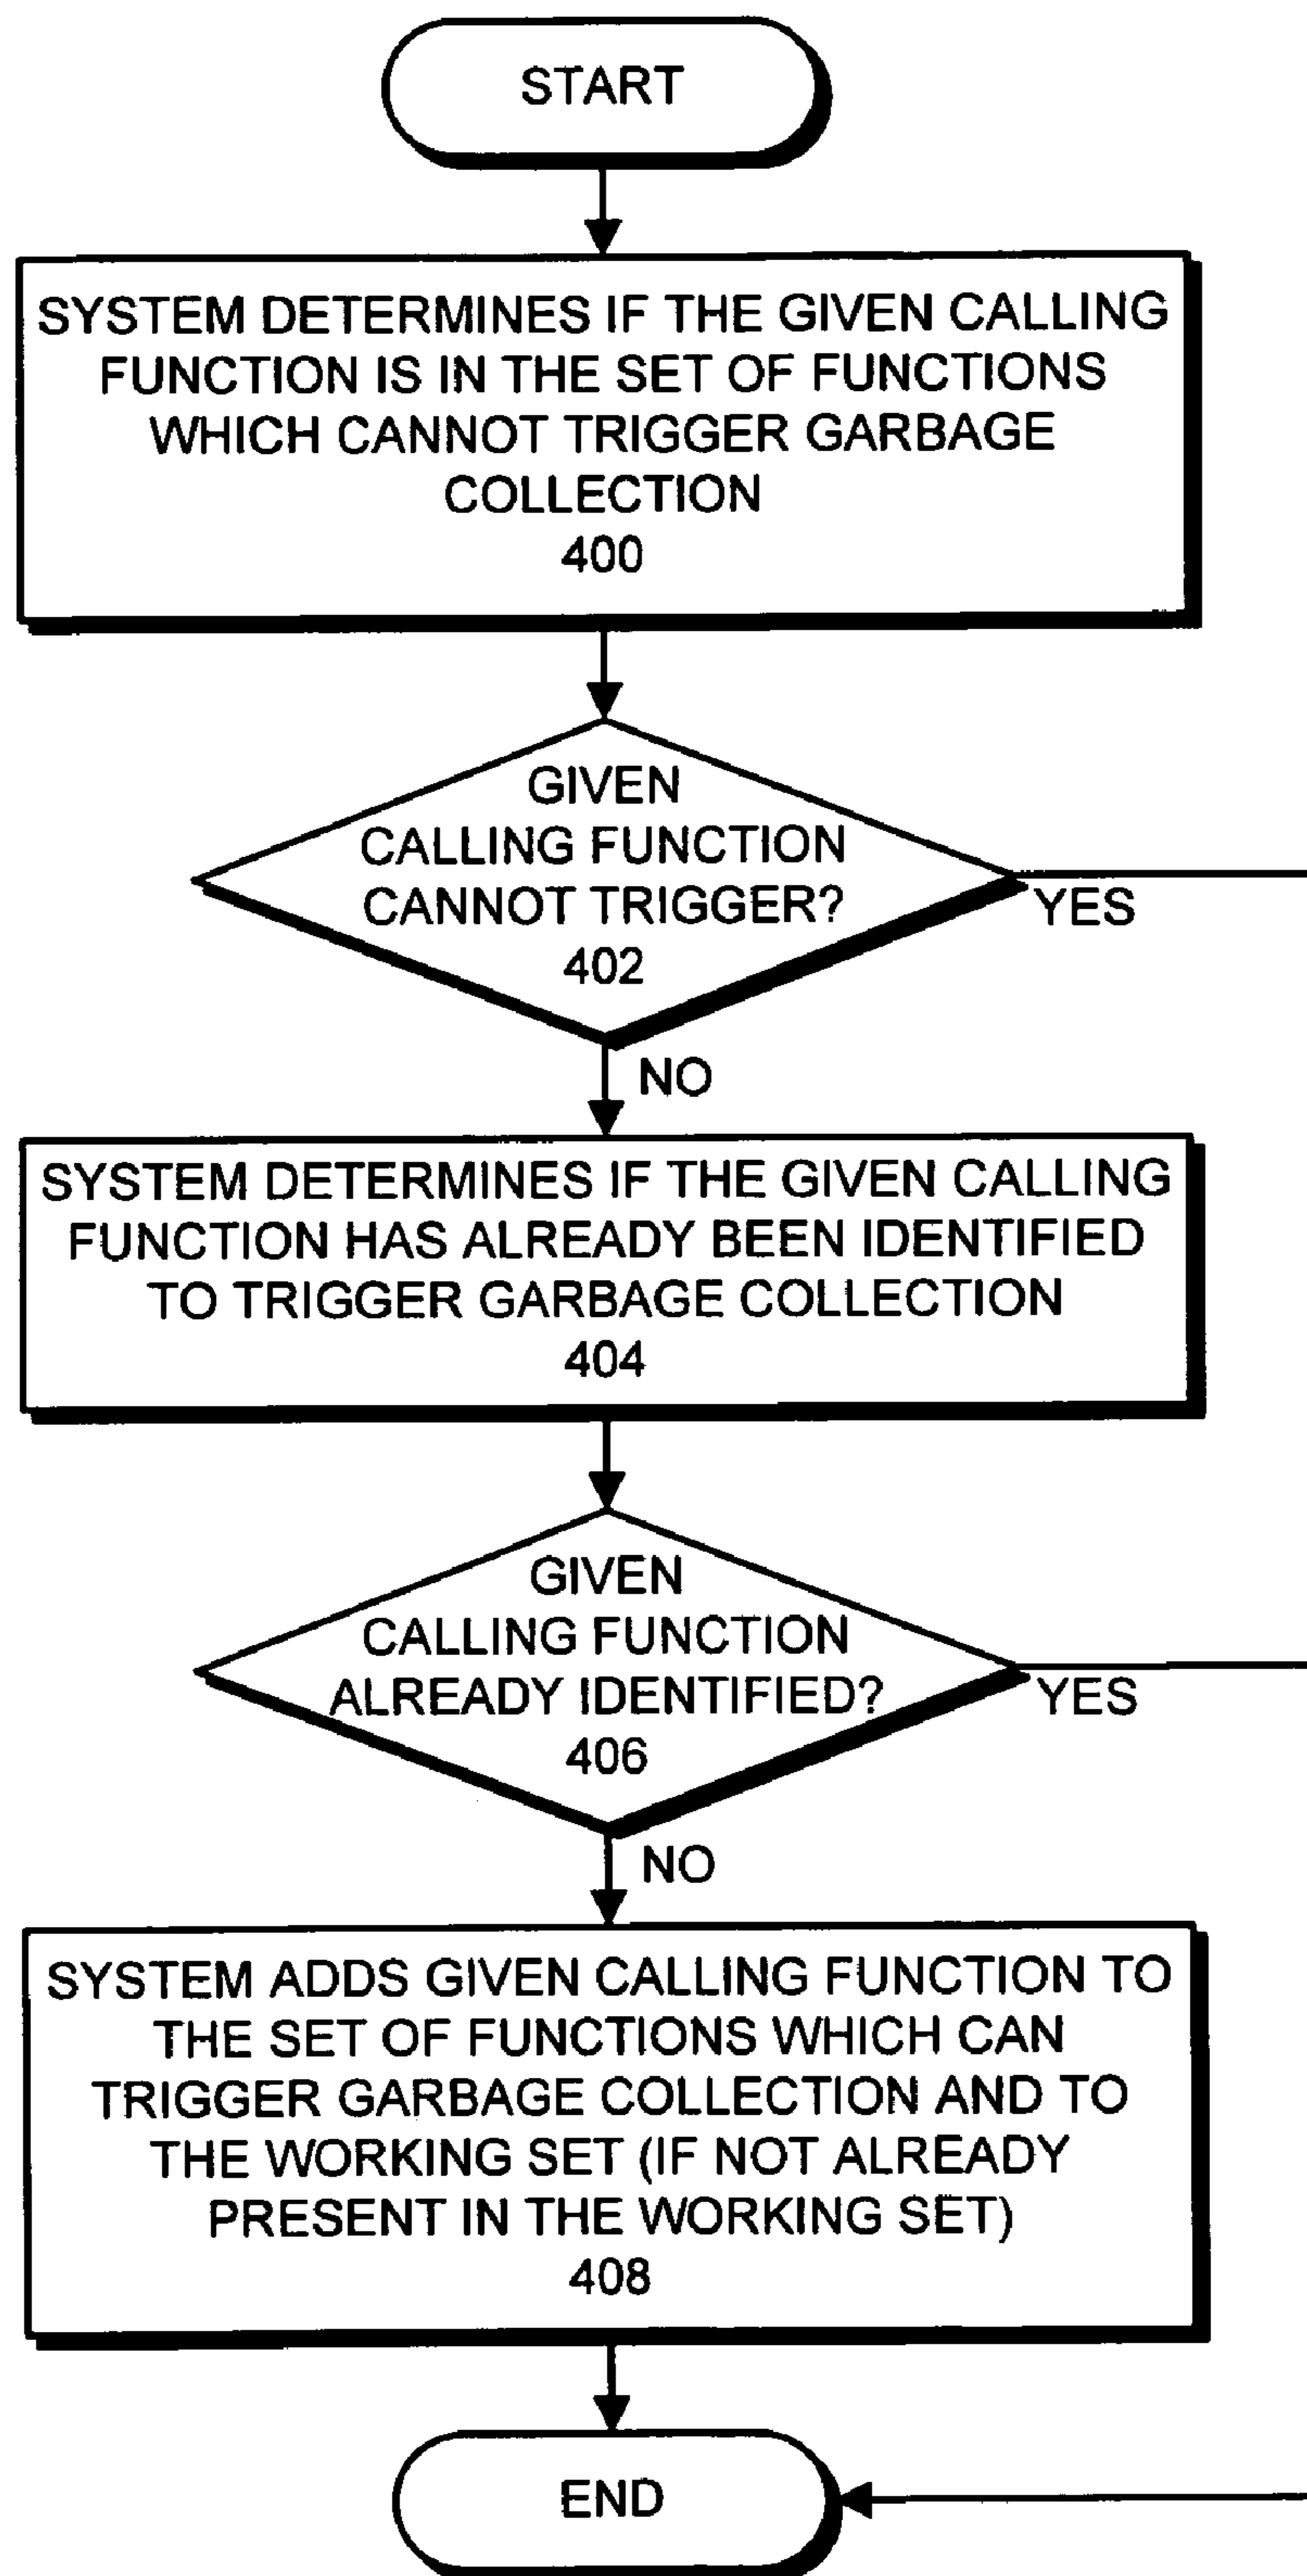 START
SYSTEM DETERMINES IF THE GIVEN CALLING
FUNCTION IS IN THE SET OF FUNCTIONS
WHICH CANNOT TRIGGER GARBAGE
COLLECTION
400
GIVEN
CALLING FUNCTION
CANNOT TRIGGER?
402
YES
NO
SYSTEM DETERMINES IF THE GIVEN CALLING
FUNCTION HAS ALREADY BEEN IDENTIFIED
TO TRIGGER GARBAGE COLLECTION
404
GIVEN
CALLING FUNCTION
ALREADY IDENTIFIED?
406
YES
NO
SYSTEM ADDS GIVEN CALLING FUNCTION TO
THE SET OF FUNCTIONS WHICH CAN
TRIGGER GARBAGE COLLECTION AND TO
THE WORKING SET (IF NOT ALREADY
PRESENT IN THE WORKING SET)
408
END